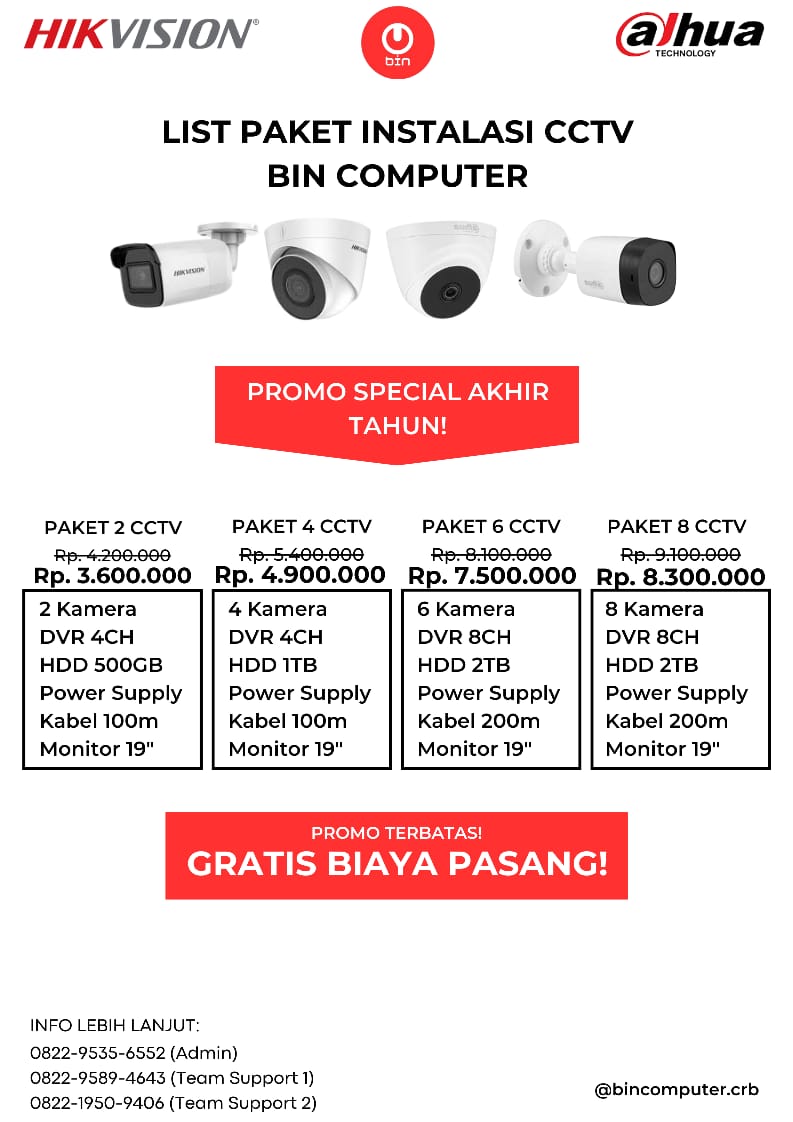 HIKVISION®
bin
alhua
TECHNOLOGY
LIST PAKET INSTALASI CCTV
BIN COMPUTER
HIKVISION
HIKVISION
alhua
alhua
PROMO SPECIAL AKHIR
TAHUN!
PAKET 2 CCTV
Rp. 4.200.000
Rp. 3.600.000
2 Kamera
DVR 4CH
HDD 500GB
Power Supply
Kabel 100m
Monitor 19"
PAKET 4 CCTV
Rp. 5.400.000
Rp. 4.900.000
4 Kamera
DVR 4CH
HDD 1TB
Power Supply
Kabel 100m
Monitor 19"
PAKET 6 CCTV
Rp. 8.100.000
Rp. 7.500.000
6 Kamera
DVR 8CH
HDD 2TB
Power Supply
Kabel 200m
Monitor 19"
PAKET 8 CCTV
Rp. 9.100.000
Rp. 8.300.000
8 Kamera
DVR 8CH
HDD 2TB
Power Supply
Kabel 200m
Monitor 19"
PROMO TERBATAS!
GRATIS BIAYA PASANG!
INFO LEBIH LANJUT:
0822-9535-6552 (Admin)
0822-9589-4643 (Team Support 1)
0822-1950-9406 (Team Support 2)
@bincomputer.crb